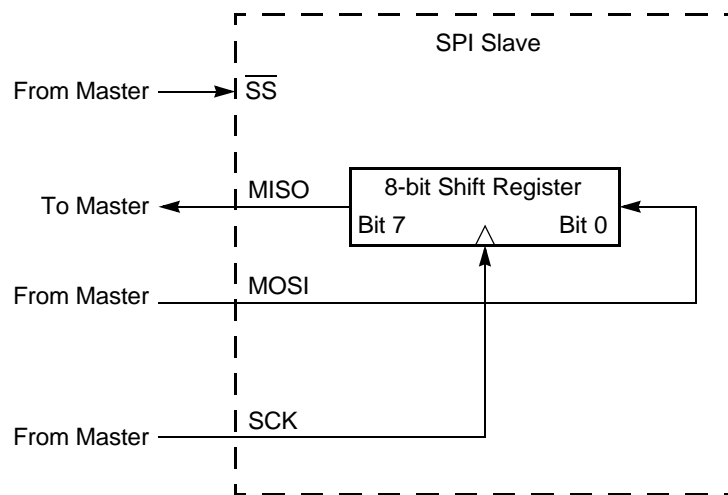 SPI Slave
From Master
S̅S̅
To Master
MISO
8-bit Shift Register
Bit 7
Bit 0
From Master
MOSI
From Master
SCK